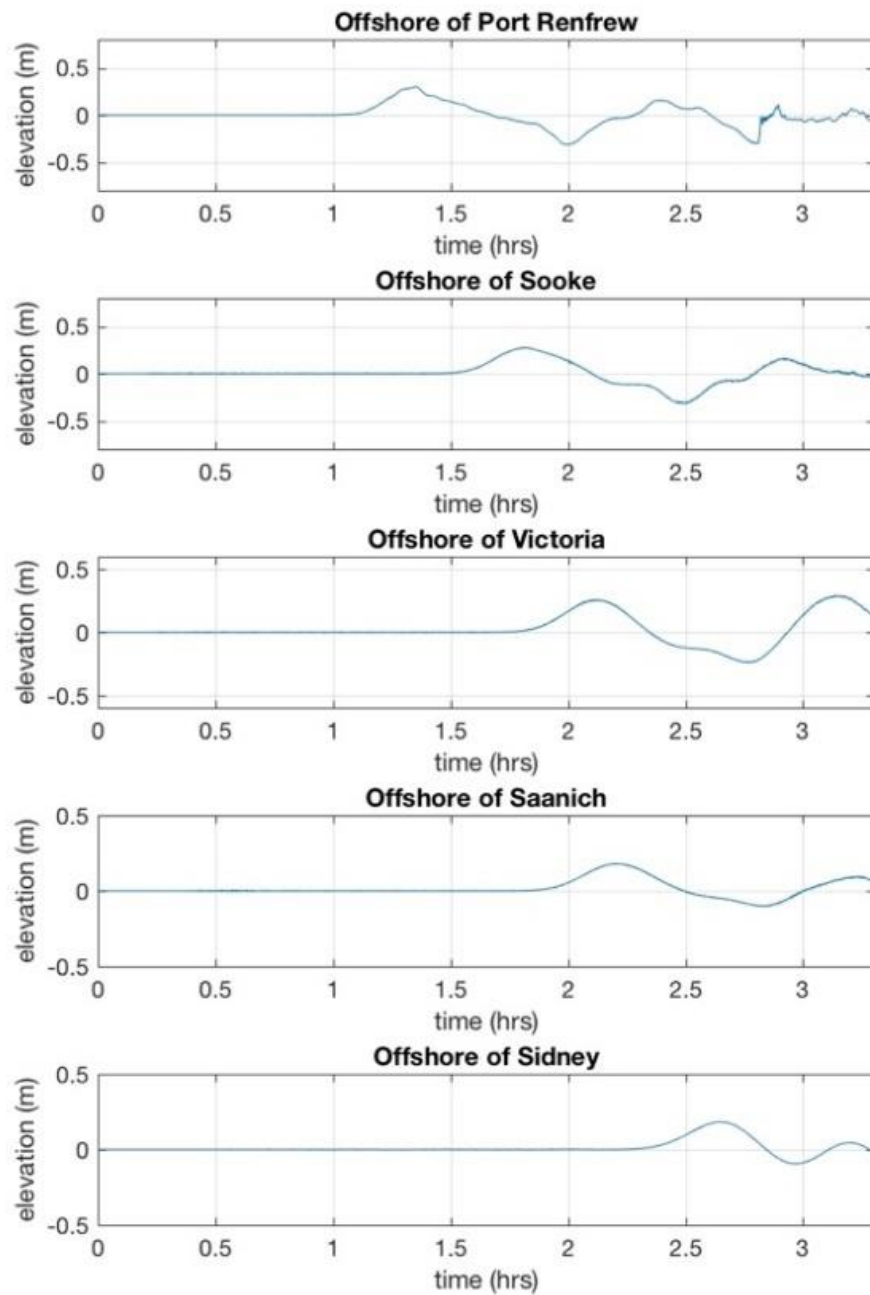 Offshore of Port Renfrew
elevation (m)
0.5
0
-0.5
0 0.5 1 1.5 2 2.5 3
time (hrs)
Offshore of Sooke
elevation (m)
0.5
0
-0.5
0 0.5 1 1.5 2 2.5 3
time (hrs)
Offshore of Victoria
elevation (m)
0.5
0
-0.5
0 0.5 1 1.5 2 2.5 3
time (hrs)
Offshore of Saanich
elevation (m)
0.5
0
-0.5
0 0.5 1 1.5 2 2.5 3
time (hrs)
Offshore of Sidney
elevation (m)
0.5
0
-0.5
0 0.5 1 1.5 2 2.5 3
time (hrs)